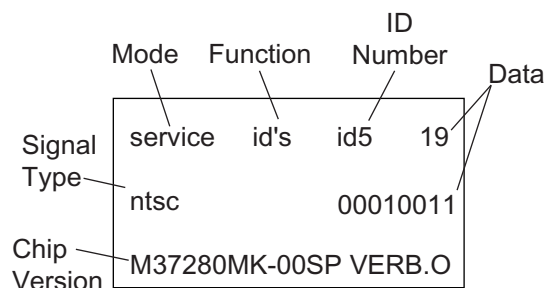 ID
Mode Function Number
Data
service id's id5 19
Signal
Type
ntsc 00010011
Chip
Version
M37280MK-00SP VERB.O